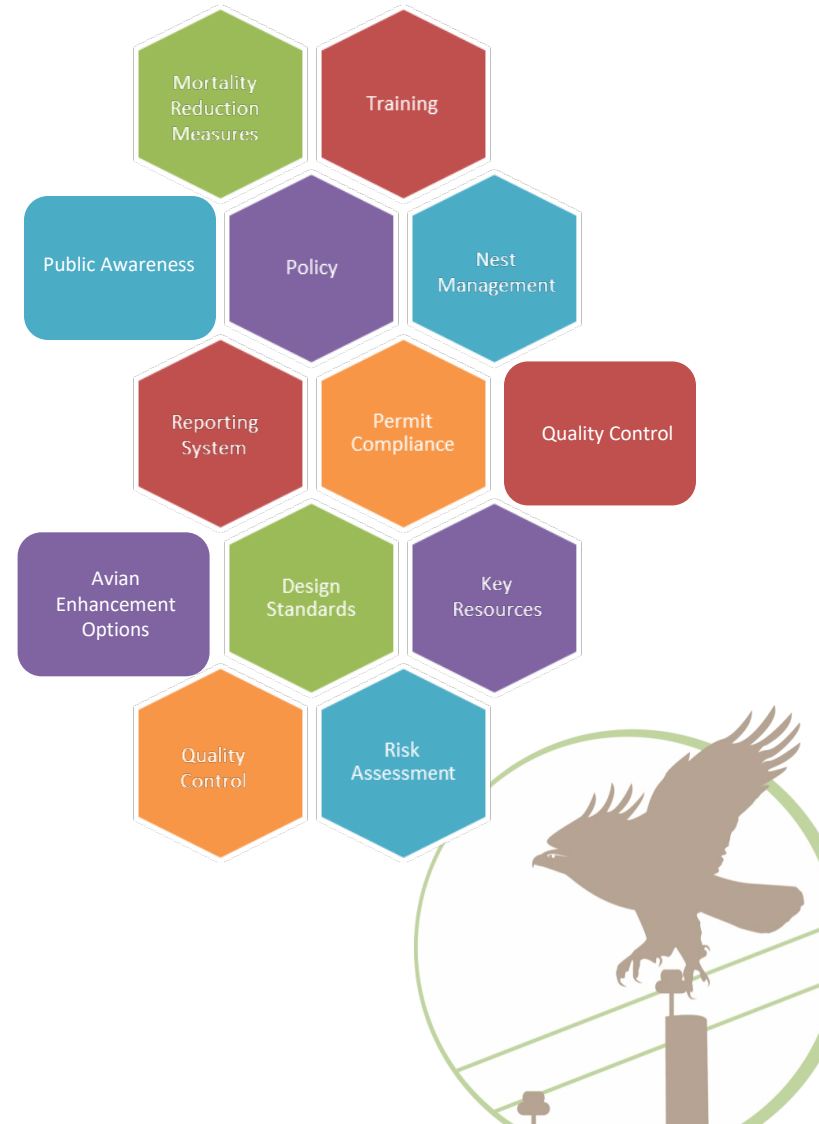 Mortality
Reduction
Measures
Training
Public Awareness
Policy
Nest
Management
Reporting
System
Permit
Compliance
Quality Control
Avian
Enhancement
Options
Design
Standards
Key
Resources
Quality
Control
Risk
Assessment